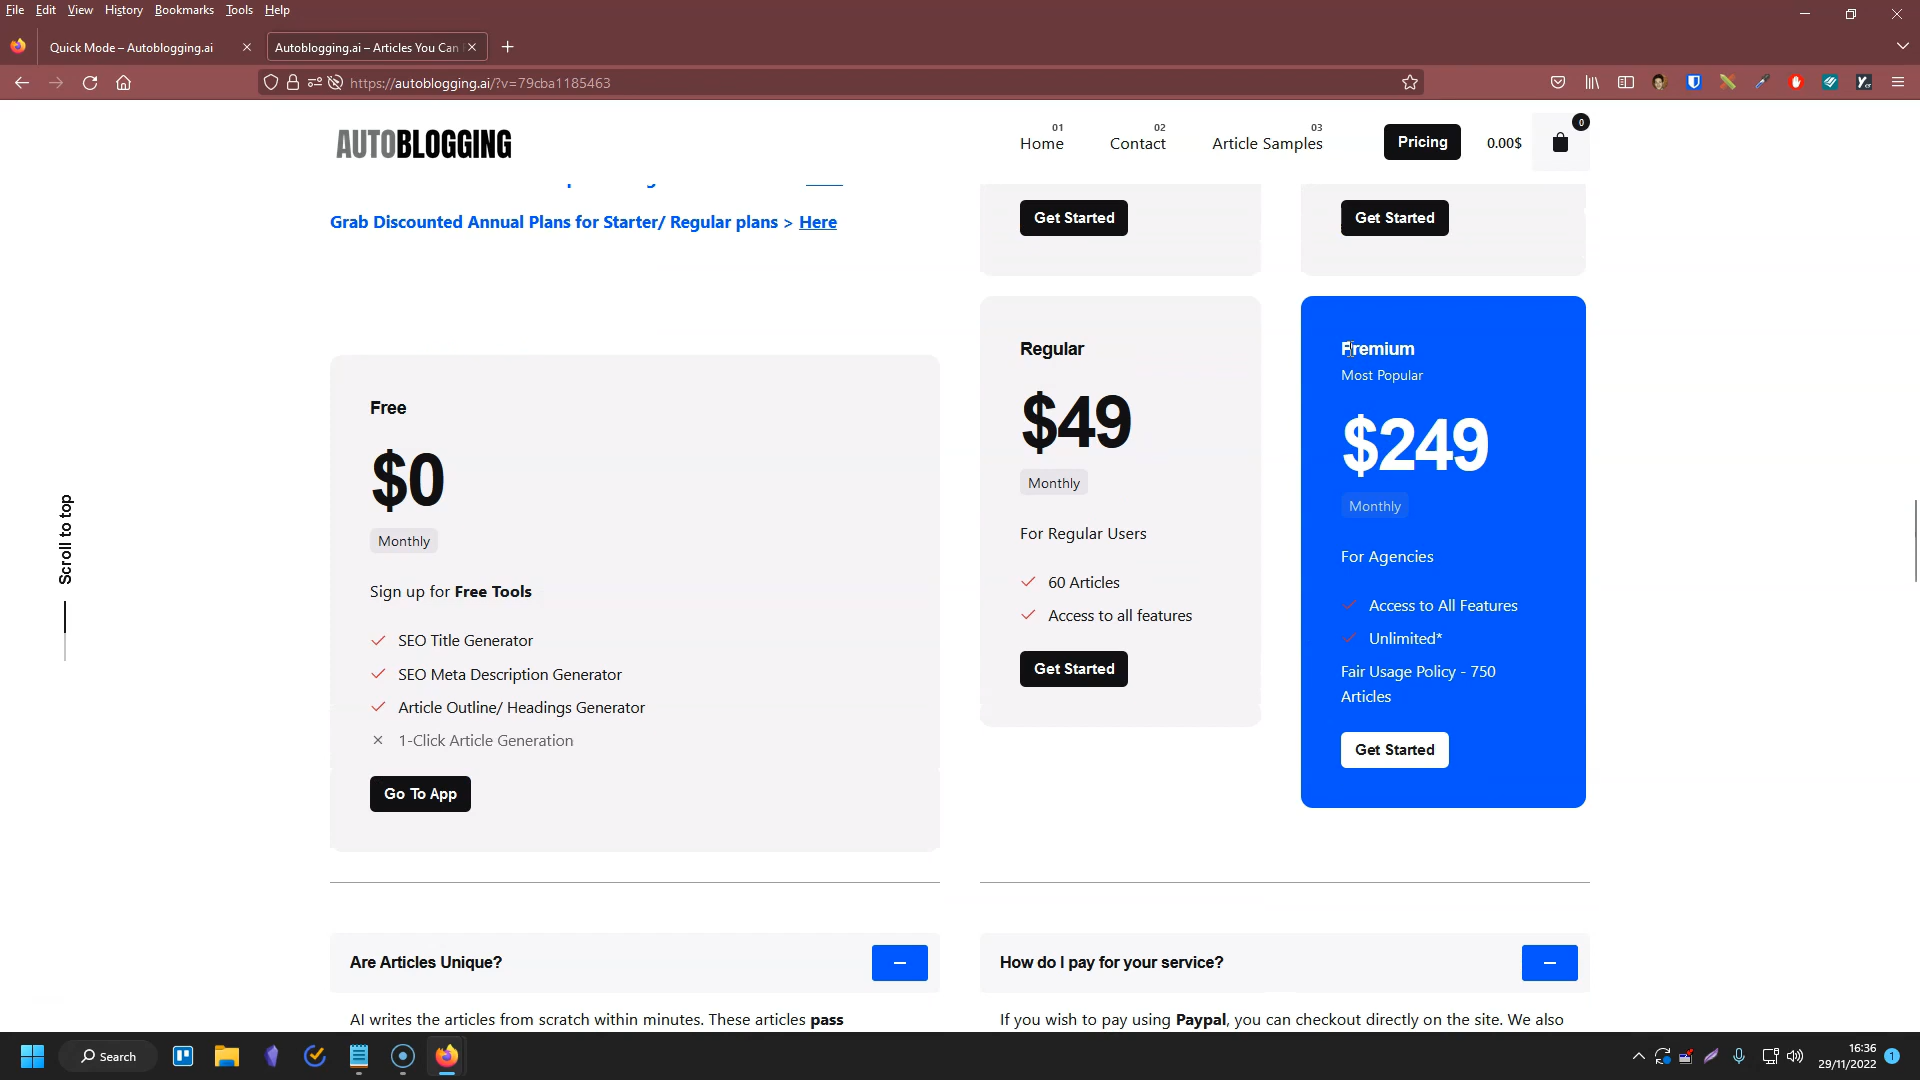 File Edit View History Bookmarks Tools Help
Quick Mode – Autoblogging.ai
Autoblogging.ai – Articles You Can
https://autoblogging.ai/?v=79cba1185463
AUTOBLOGGING
01
Home
02
Contact
03
Article Samples
Pricing
0.00$
0
Grab Discounted Annual Plans for Starter/ Regular plans > Here
Get Started
Get Started
Scroll to top
Free
$0
Monthly
Sign up for Free Tools
SEO Title Generator
SEO Meta Description Generator
Article Outline/ Headings Generator
1-Click Article Generation
Go To App
Regular
$49
Monthly
For Regular Users
60 Articles
Access to all features
Get Started
Premium
Most Popular
$249
Monthly
For Agencies
Access to All Features
Unlimited*
Fair Usage Policy - 750
Articles
Get Started
Are Articles Unique?
How do I pay for your service?
AI writes the articles from scratch within minutes. These articles pass
If you wish to pay using Paypal, you can checkout directly on the site. We also
Search
16:36
29/11/2022
1